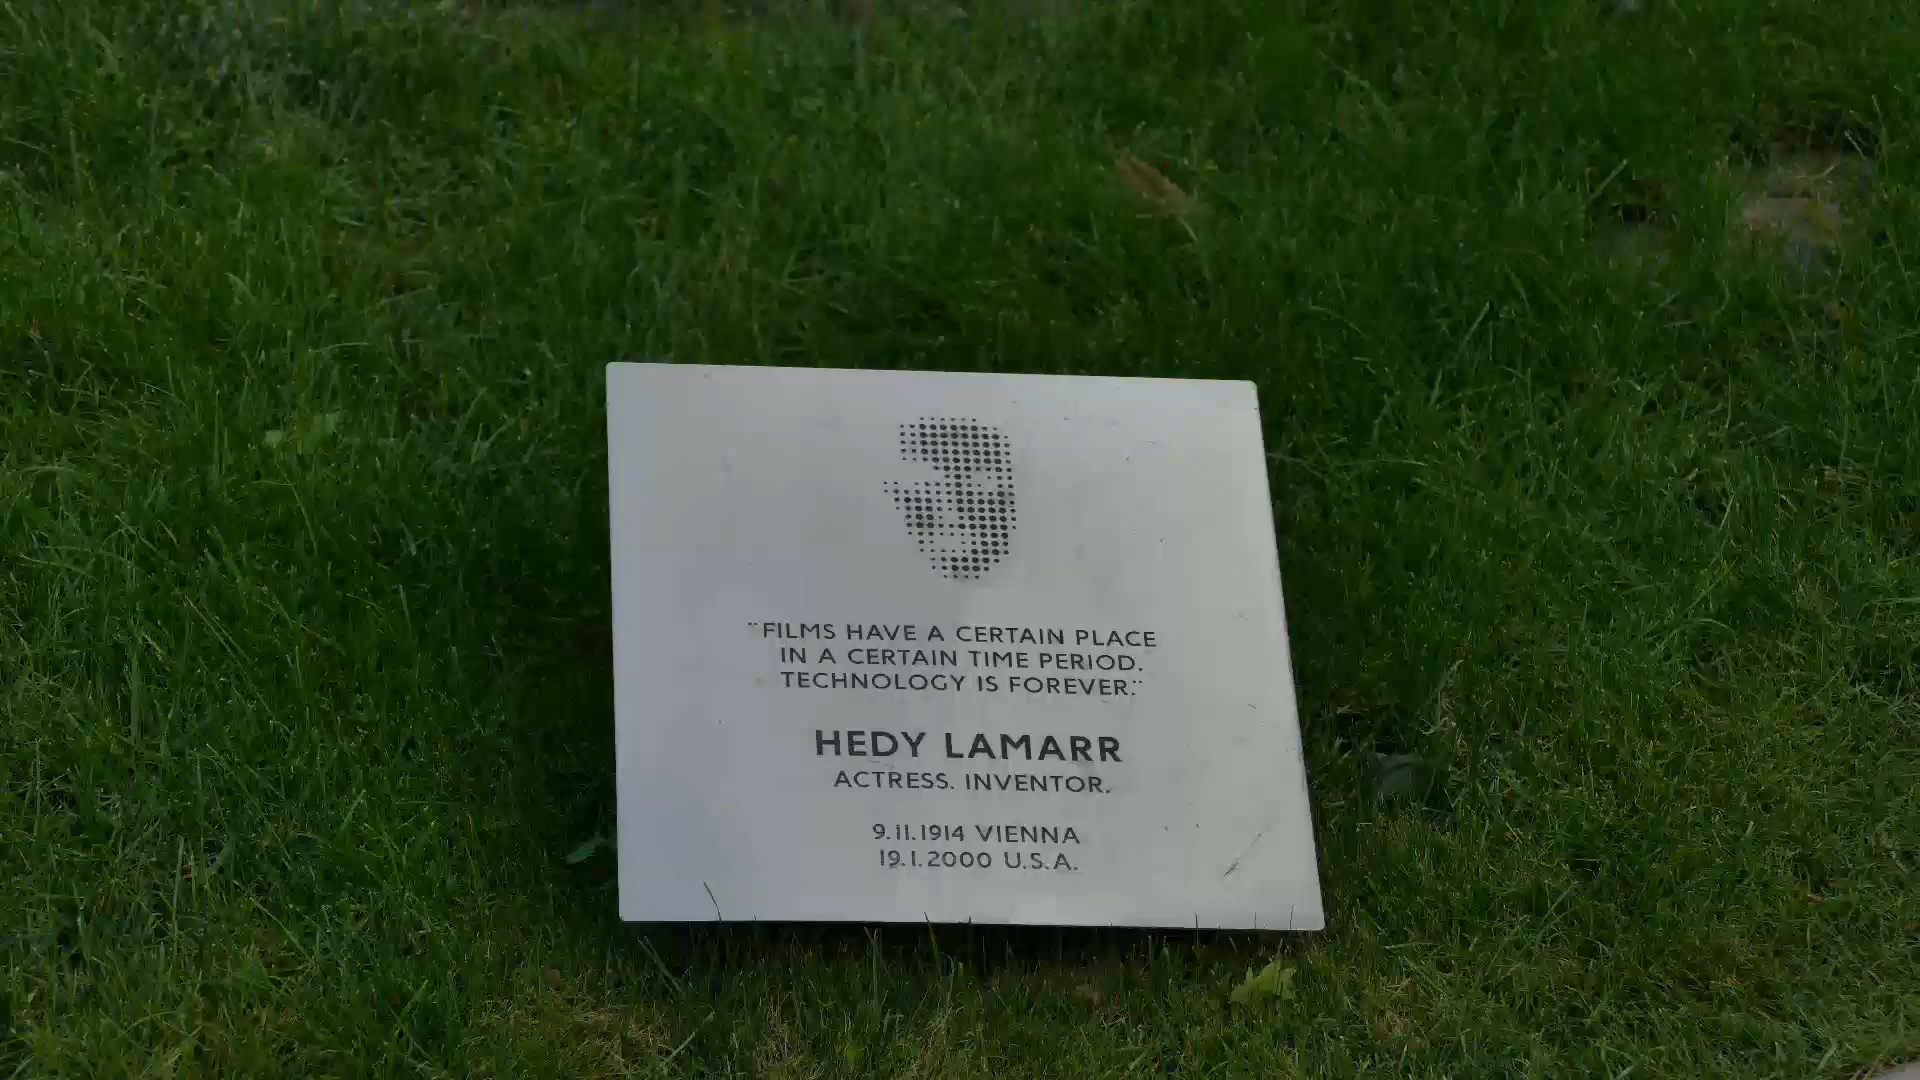 "FILMS HAVE A CERTAIN PLACE
IN A CERTAIN TIME PERIOD.
TECHNOLOGY IS FOREVER."
HEDY LAMARR
ACTRESS. INVENTOR.
9.11.1914 VIENNA
19.1.2000 U.S.A.